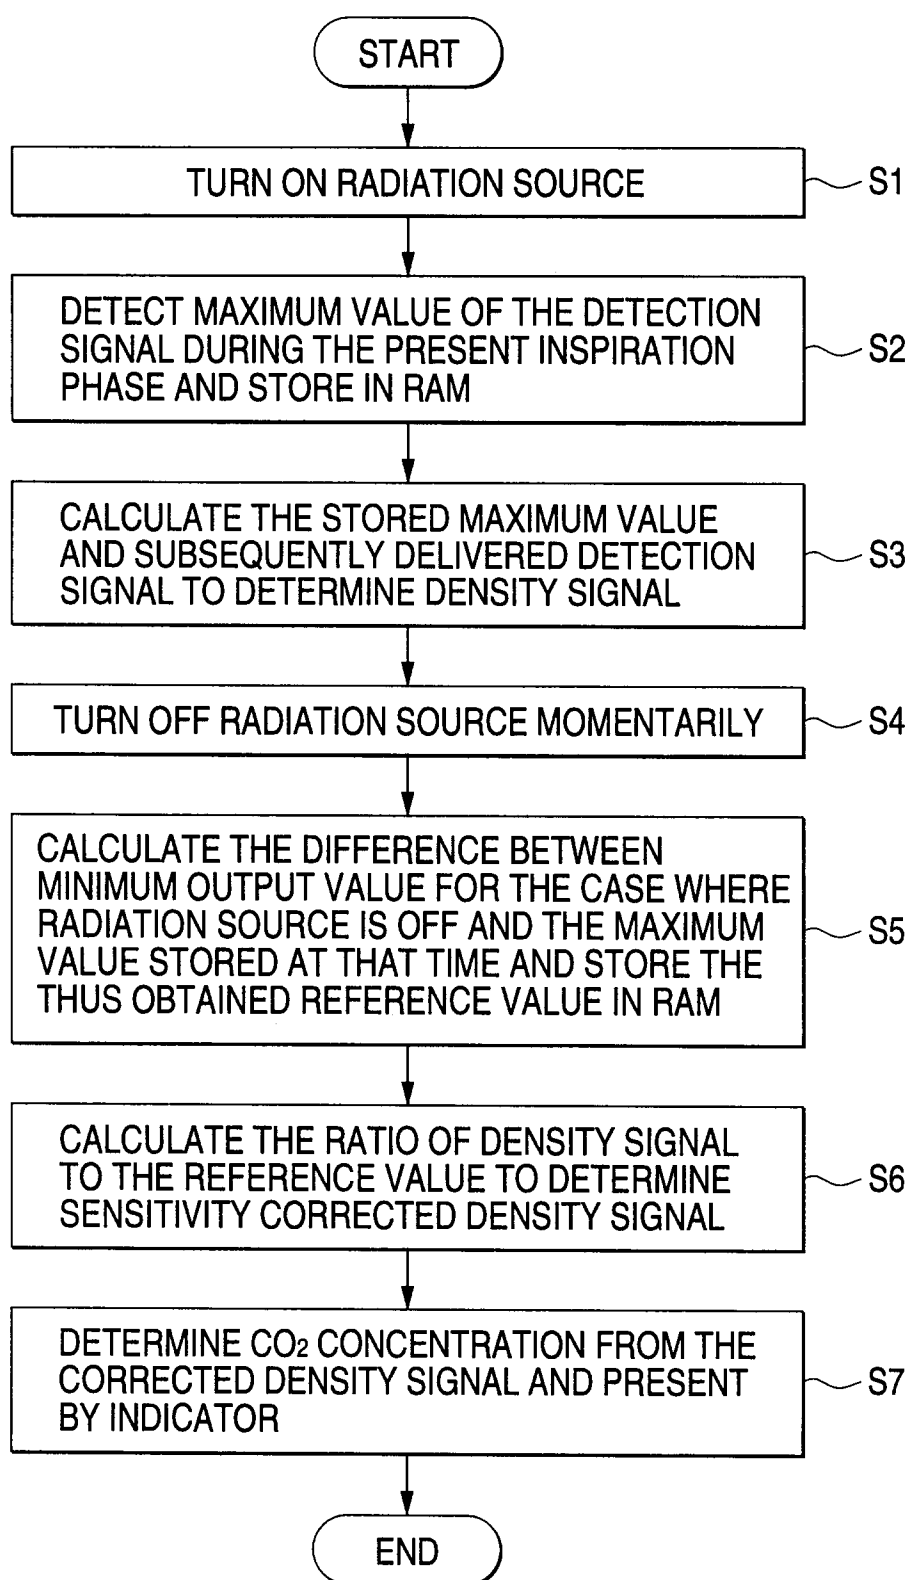 START
TURN ON RADIATION SOURCE
S1
DETECT MAXIMUM VALUE OF THE DETECTION
SIGNAL DURING THE PRESENT INSPIRATION
PHASE AND STORE IN RAM
S2
CALCULATE THE STORED MAXIMUM VALUE
AND SUBSEQUENTLY DELIVERED DETECTION
SIGNAL TO DETERMINE DENSITY SIGNAL
S3
TURN OFF RADIATION SOURCE MOMENTARILY
S4
CALCULATE THE DIFFERENCE BETWEEN
MINIMUM OUTPUT VALUE FOR THE CASE WHERE
RADIATION SOURCE IS OFF AND THE MAXIMUM
VALUE STORED AT THAT TIME AND STORE THE
THUS OBTAINED REFERENCE VALUE IN RAM
S5
CALCULATE THE RATIO OF DENSITY SIGNAL
TO THE REFERENCE VALUE TO DETERMINE
SENSITIVITY CORRECTED DENSITY SIGNAL
S6
DETERMINE CO2 CONCENTRATION FROM THE
CORRECTED DENSITY SIGNAL AND PRESENT
BY INDICATOR
S7
END